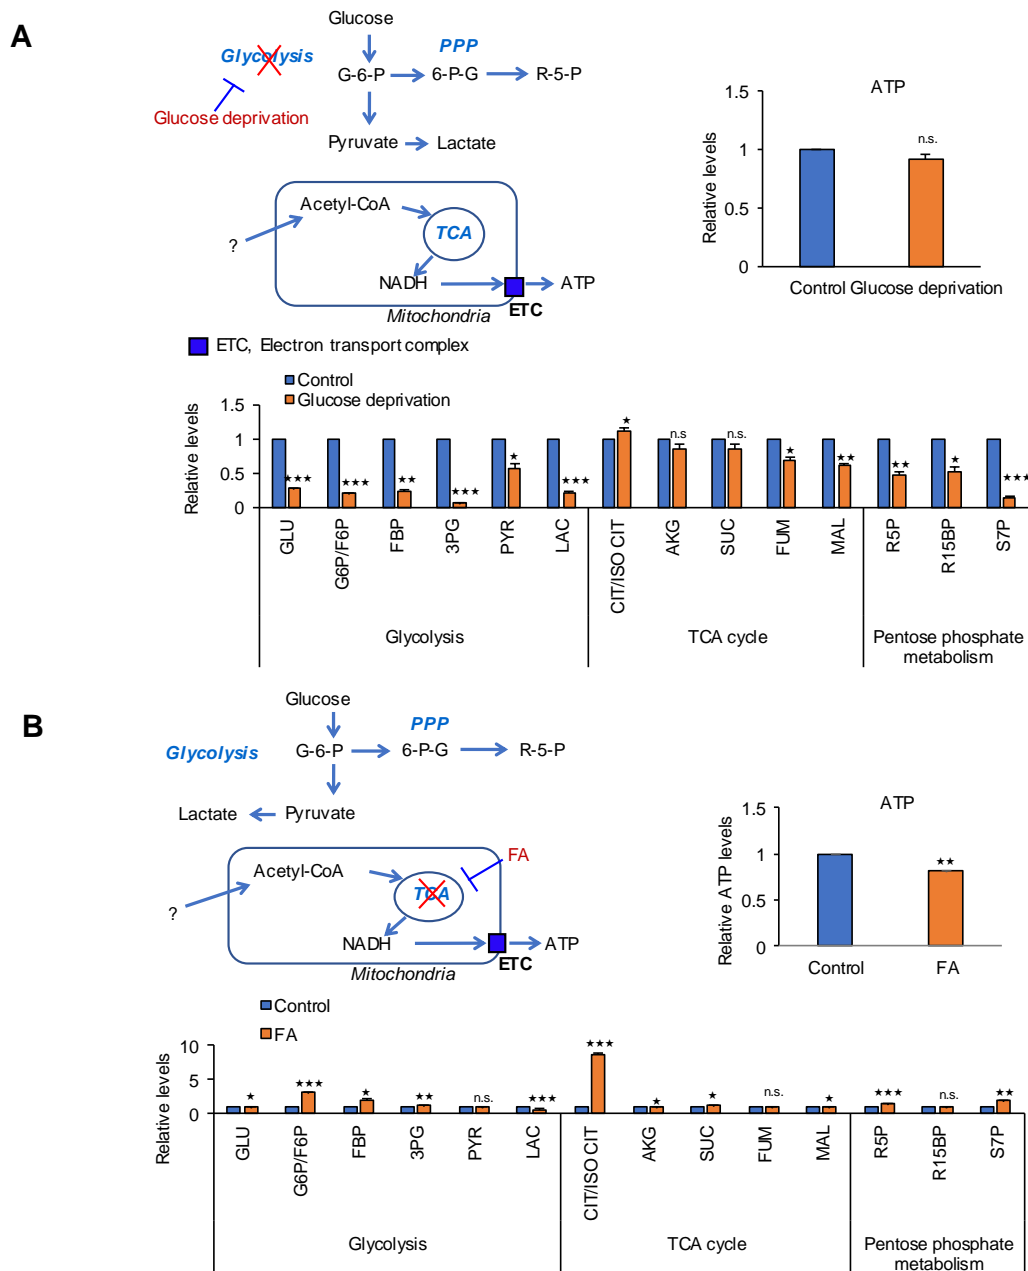 A
Glucose
Glycolysis
PPP
G-6-P
6-P-G
R-5-P
Glucose deprivation
Pyruvate
Lactate
Acetyl-CoA
TCA
?
NADH
ATP
ETC
Mitochondria
ETC, Electron transport complex
ATP
Relative levels
1.5
1
0.5
0
n.s.
Control
Glucose deprivation
Control
Glucose deprivation
Relative levels
1.5
1
0.5
0
★★★
★★★
★★
★★★
★
★★★
★
n.s
n.s.
★
★★
★★
★
★★★
GLU
G6P/F6P
FBP
3PG
PYR
LAC
CIT/ISO CIT
AKG
SUC
FUM
MAL
R5P
R15BP
S7P
Glycolysis
TCA cycle
Pentose phosphate
metabolism
B
Glucose
Glycolysis
PPP
G-6-P
6-P-G
R-5-P
Lactate
Pyruvate
FA
Acetyl-CoA
TCA
?
NADH
ATP
ETC
Mitochondria
ATP
Relative ATP levels
1.5
1
0.5
0
★★
Control
FA
Control
FA
Relative levels
10
5
0
★
★★★
★
★★
n.s.
★★★
★★★
★
★
n.s.
★
★★★
n.s.
★★
GLU
G6P/F6P
FBP
3PG
PYR
LAC
CIT/ISO CIT
AKG
SUC
FUM
MAL
R5P
R15BP
S7P
Glycolysis
TCA cycle
Pentose phosphate
metabolism